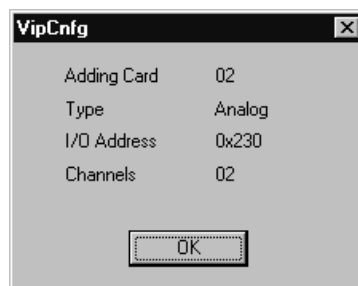 VipCnfg
Adding Card 02
Type Analog
I/O Address 0x230
Channels 02
OK